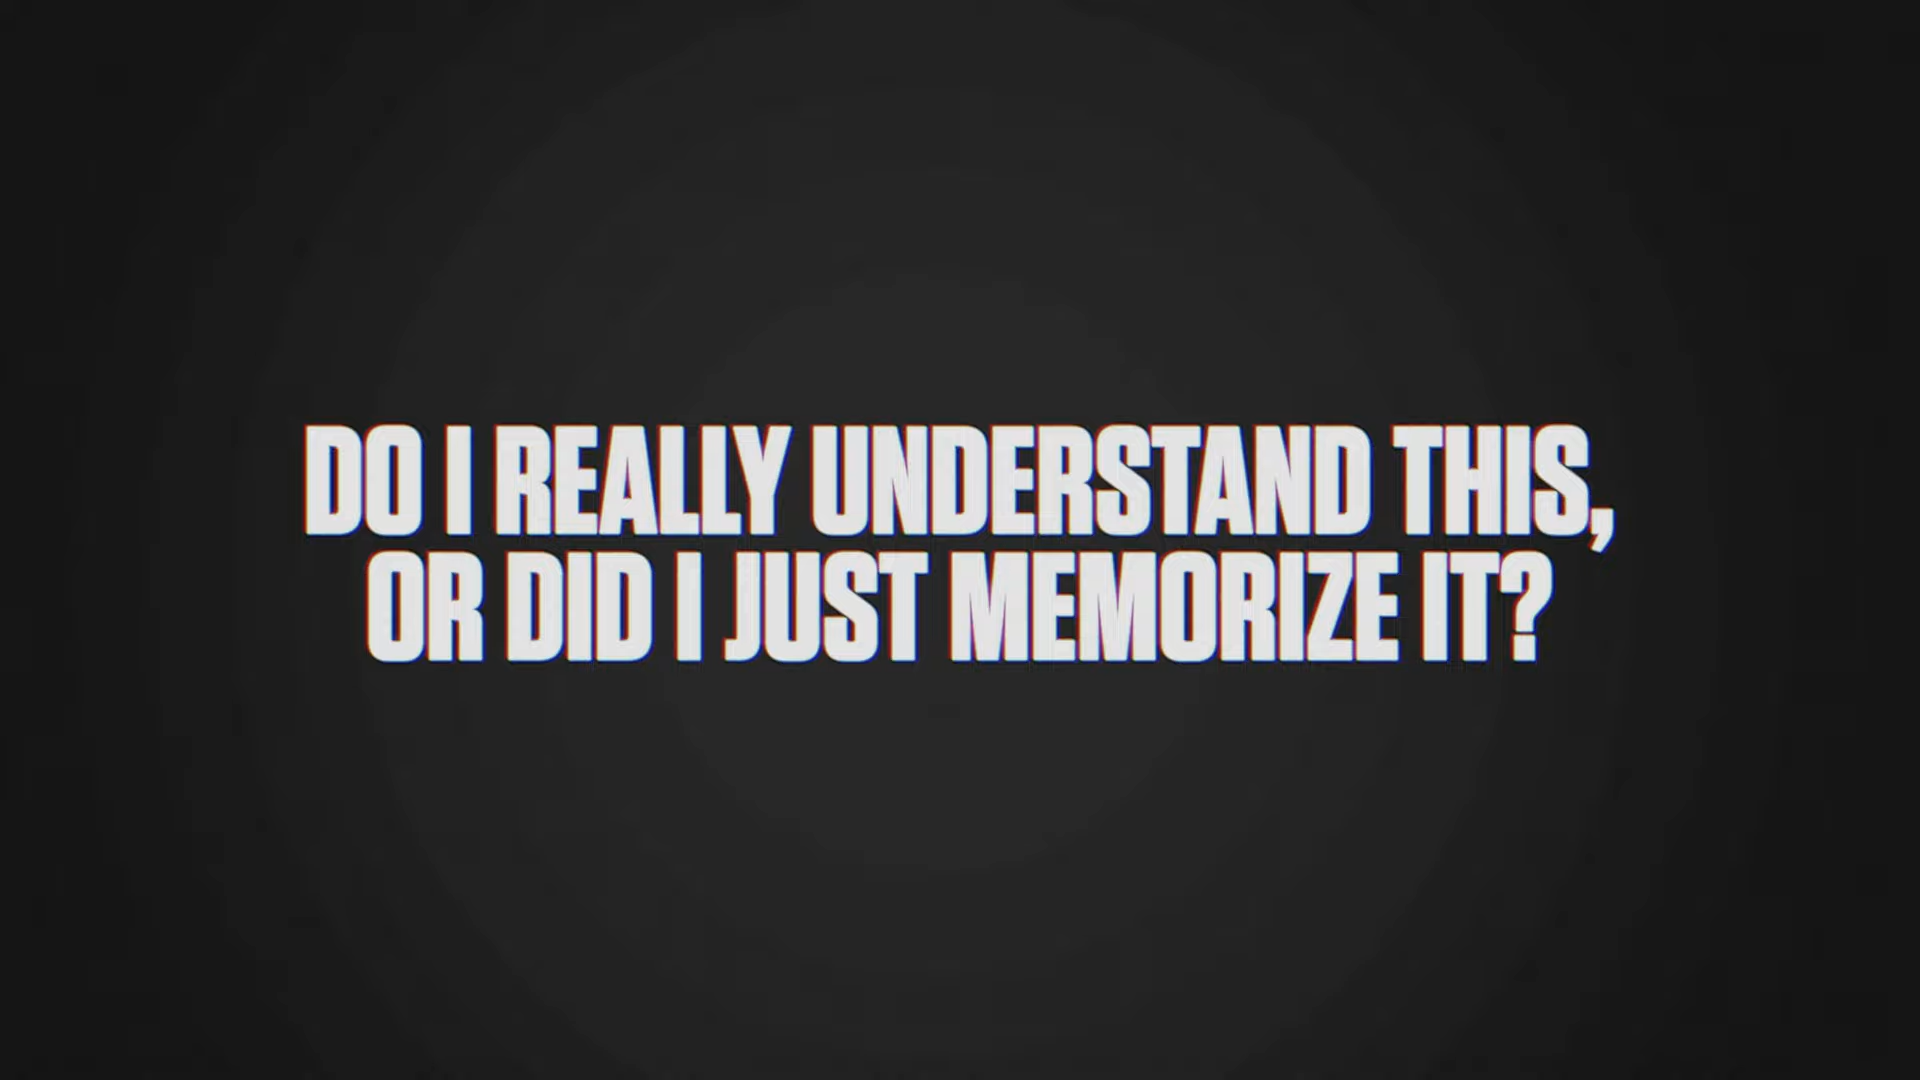 DO I REALLY UNDERSTAND THIS,
OR DID I JUST MEMORIZE IT?